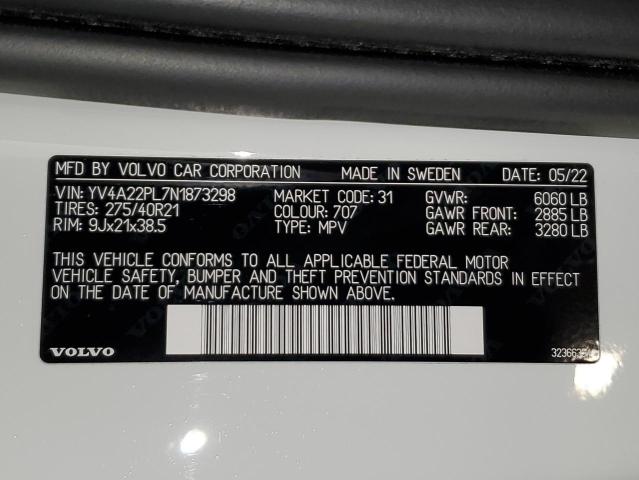 MFD BY VOLVO CAR CORPORATION MADE IN SWEDEN DATE: 05/22
VIN: YV4A22PL7N1873298 MARKET CODE: 31 GVWR: 6060 LB
TIRES: 275/40R21 COLOUR: 707 GAWR FRONT: 2885 LB
RIM: 9Jx21x38.5 TYPE: MPV GAWR REAR: 3280 LB
THIS VEHICLE CONFORMS TO ALL APPLICABLE FEDERAL MOTOR
VEHICLE SAFETY, BUMPER AND THEFT PREVENTION STANDARDS IN EFFECT
ON THE DATE OF MANUFACTURE SHOWN ABOVE.
VOLVO